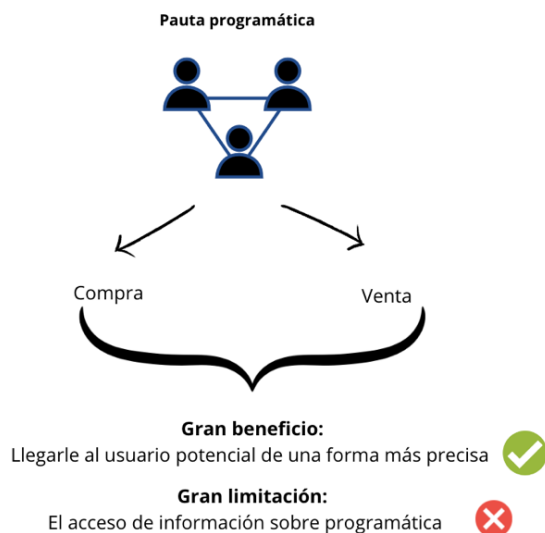 Pauta programática
Compra
Venta
Gran beneficio:
Llegarle al usuario potencial de una forma más precisa
Gran limitación:
El acceso de información sobre programática